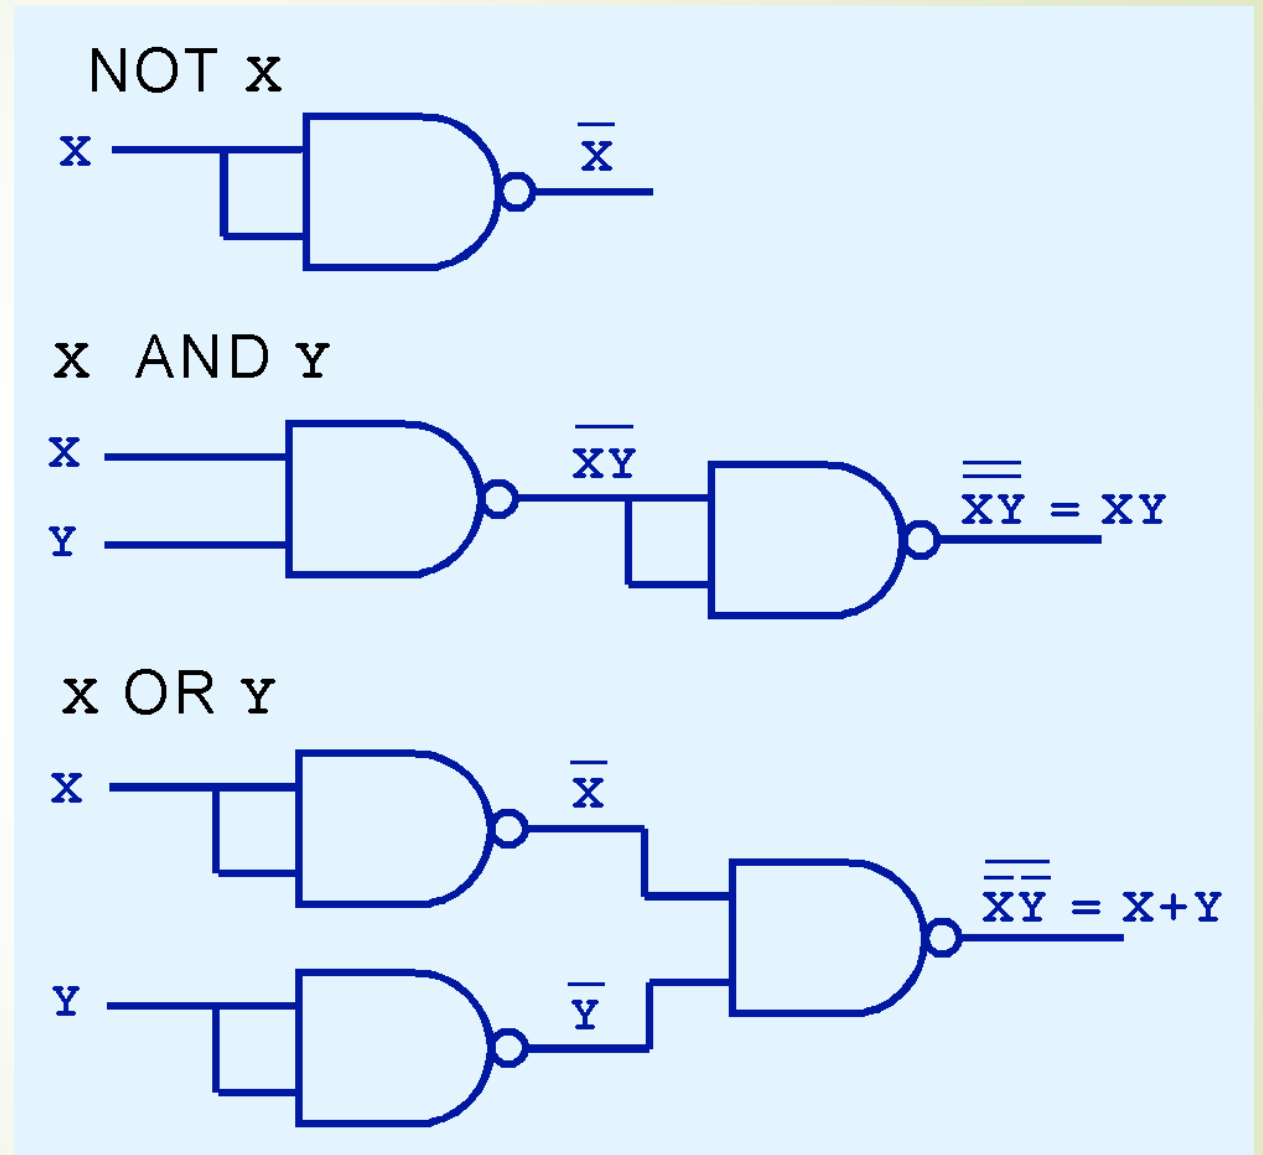 NOT X
X
X̅
X AND Y
X
X̅Y̅
Y
X̿Y̿ = XY
X OR Y
X
X̅
X̿Y̿ = X+Y
Y
Y̅